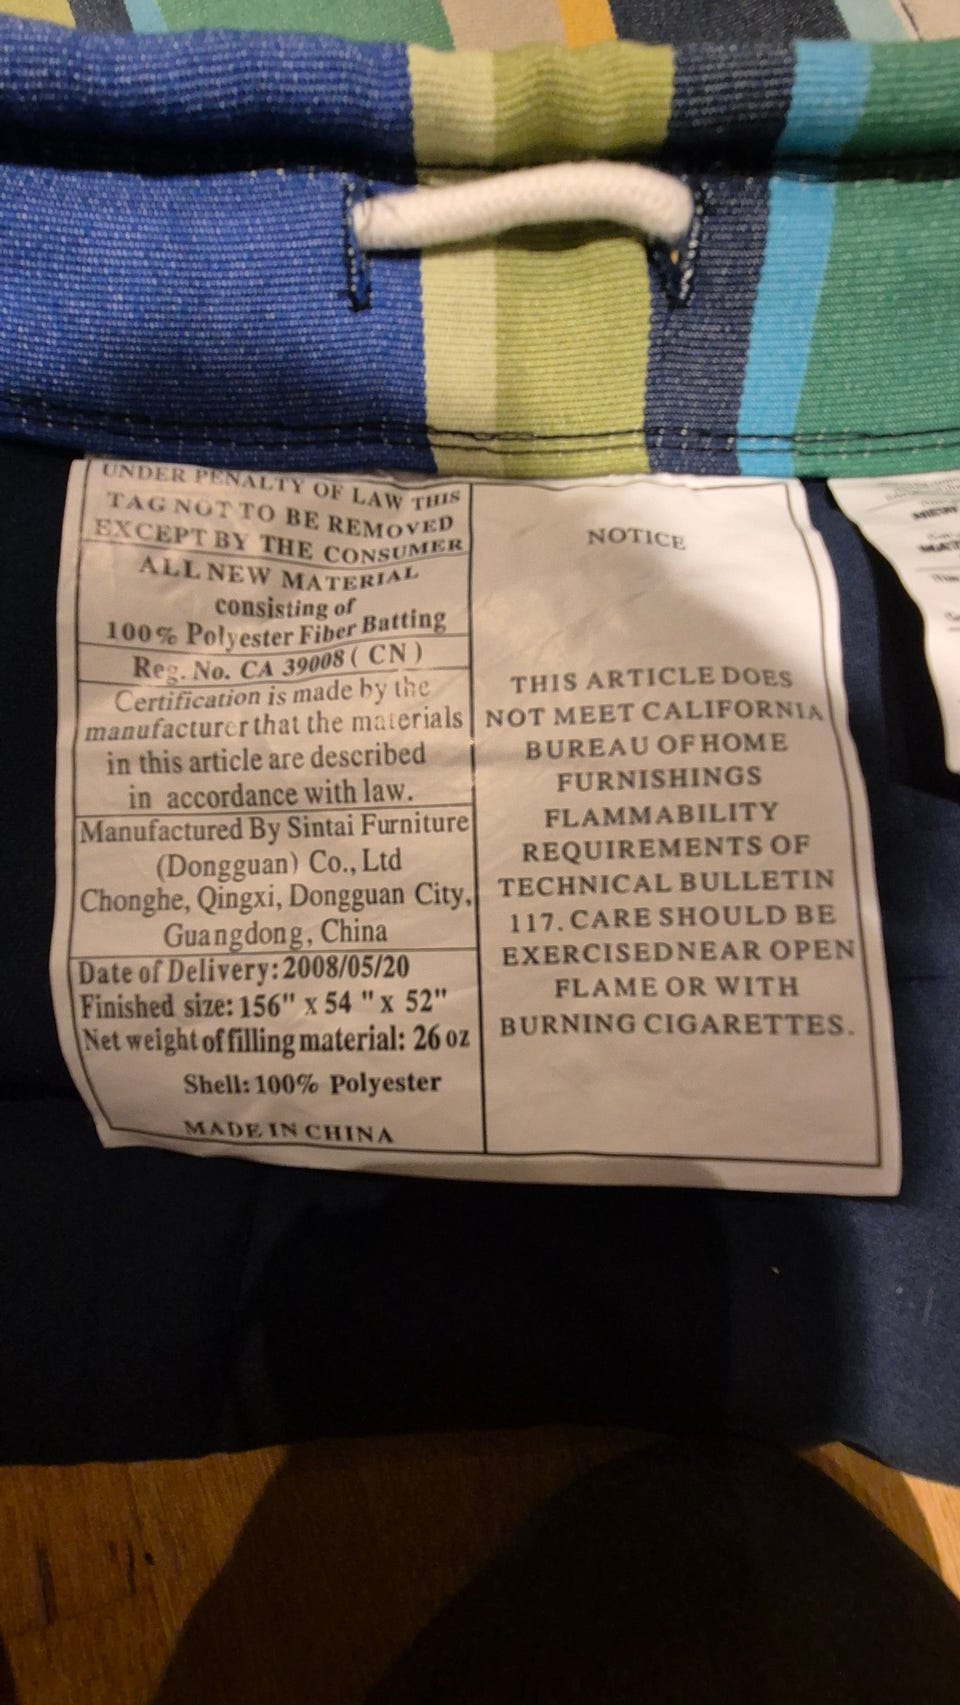 UNDER PENALTY OF LAW THIS
TAG NOT TO BE REMOVED
EXCEPT BY THE CONSUMER
ALL NEW MATERIAL
consisting of
100% Polyester Fiber Batting
Reg. No. CA 39008 ( CN )
Certification is made by the
manufacturer that the materials
in this article are described
in accordance with law.
Manufactured By Sintai Furniture
(Dongguan) Co., Ltd
Chonghe, Qingxi, Dongguan City,
Guangdong, China
Date of Delivery: 2008/05/20
Finished size: 156" x 54 " x 52"
Net weight of filling material: 26 oz
Shell: 100% Polyester
MADE IN CHINA
NOTICE
THIS ARTICLE DOES
NOT MEET CALIFORNIA
BUREAU OF HOME
FURNISHINGS
FLAMMABILITY
REQUIREMENTS OF
TECHNICAL BULLETIN
117. CARE SHOULD BE
EXERCISEDNEAR OPEN
FLAME OR WITH
BURNING CIGARETTES.